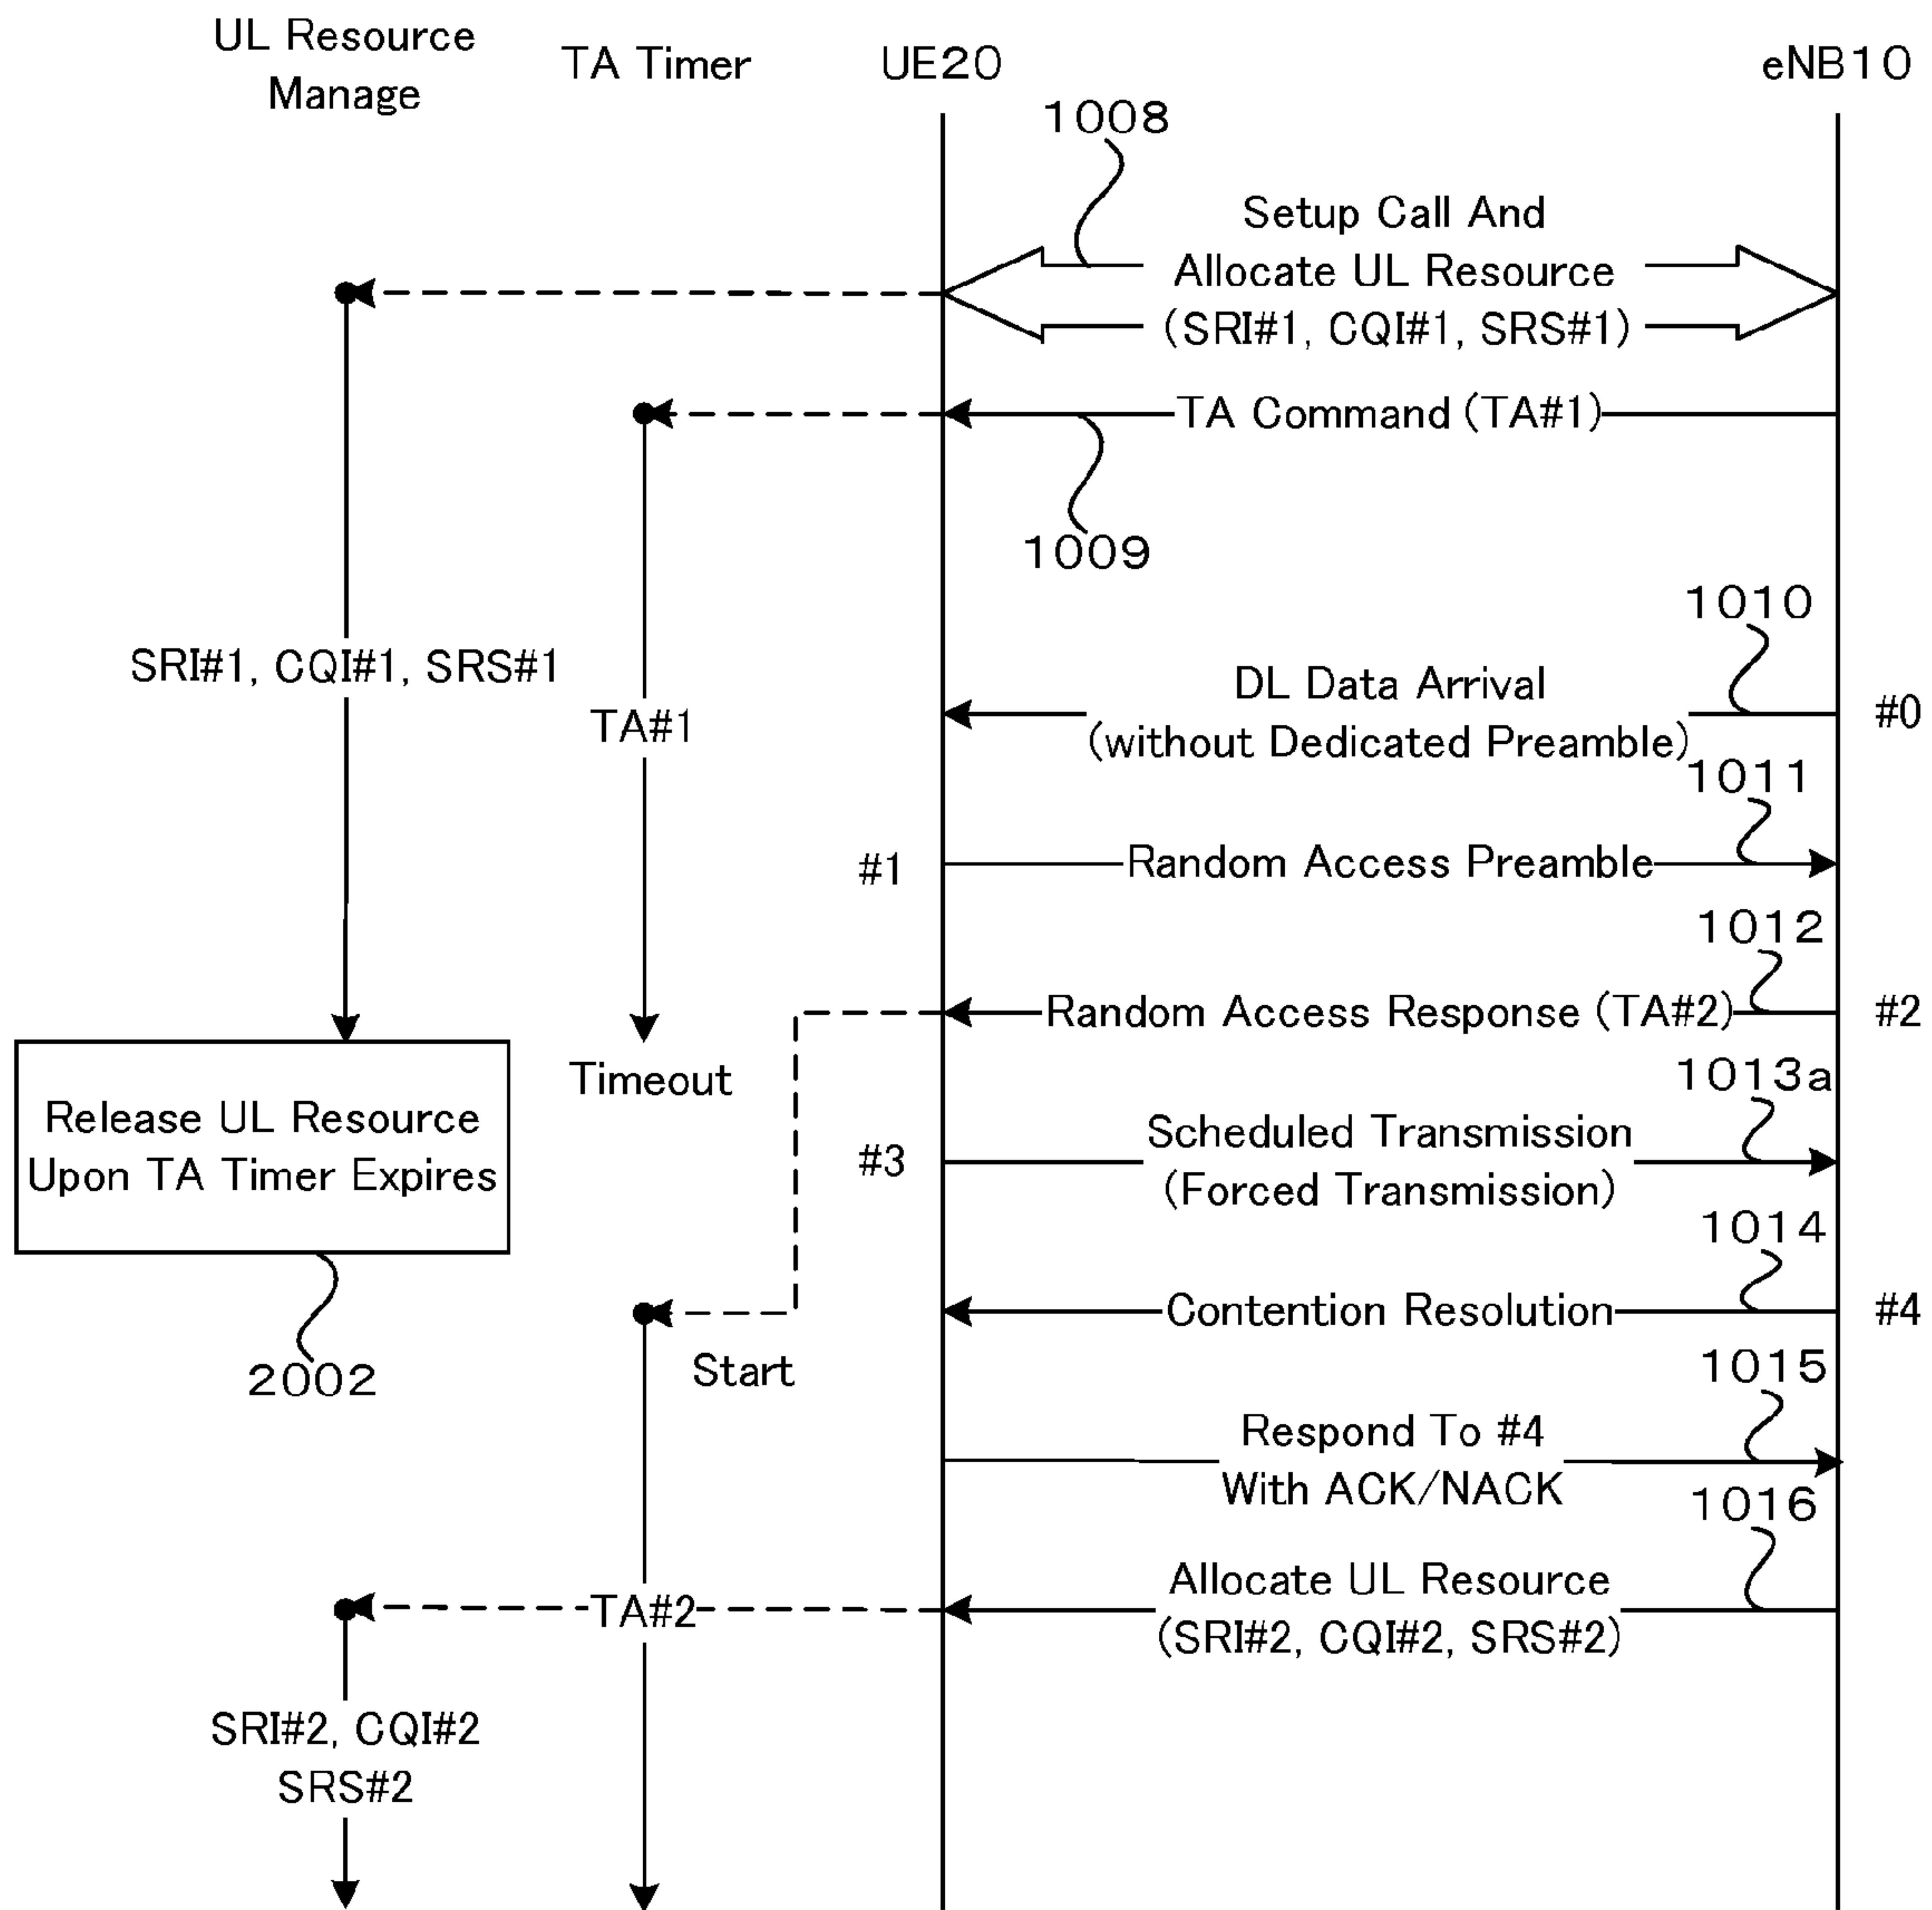 UL Resource
Manage
TA Timer
UE20
eNB10
1008
Setup Call And
Allocate UL Resource
(SRI#1, CQI#1, SRS#1)
TA Command (TA#1)
1009
1010
SRI#1, CQI#1, SRS#1
TA#1
DL Data Arrival
(without Dedicated Preamble)
#0
1011
#1
Random Access Preamble
1012
Random Access Response (TA#2)
#2
Timeout
Release UL Resource
Upon TA Timer Expires
1013a
#3
Scheduled Transmission
(Forced Transmission)
1014
Contention Resolution
#4
2002
Start
1015
Respond To #4
With ACK/NACK
1016
Allocate UL Resource
(SRI#2, CQI#2, SRS#2)
TA#2
SRI#2, CQI#2
SRS#2